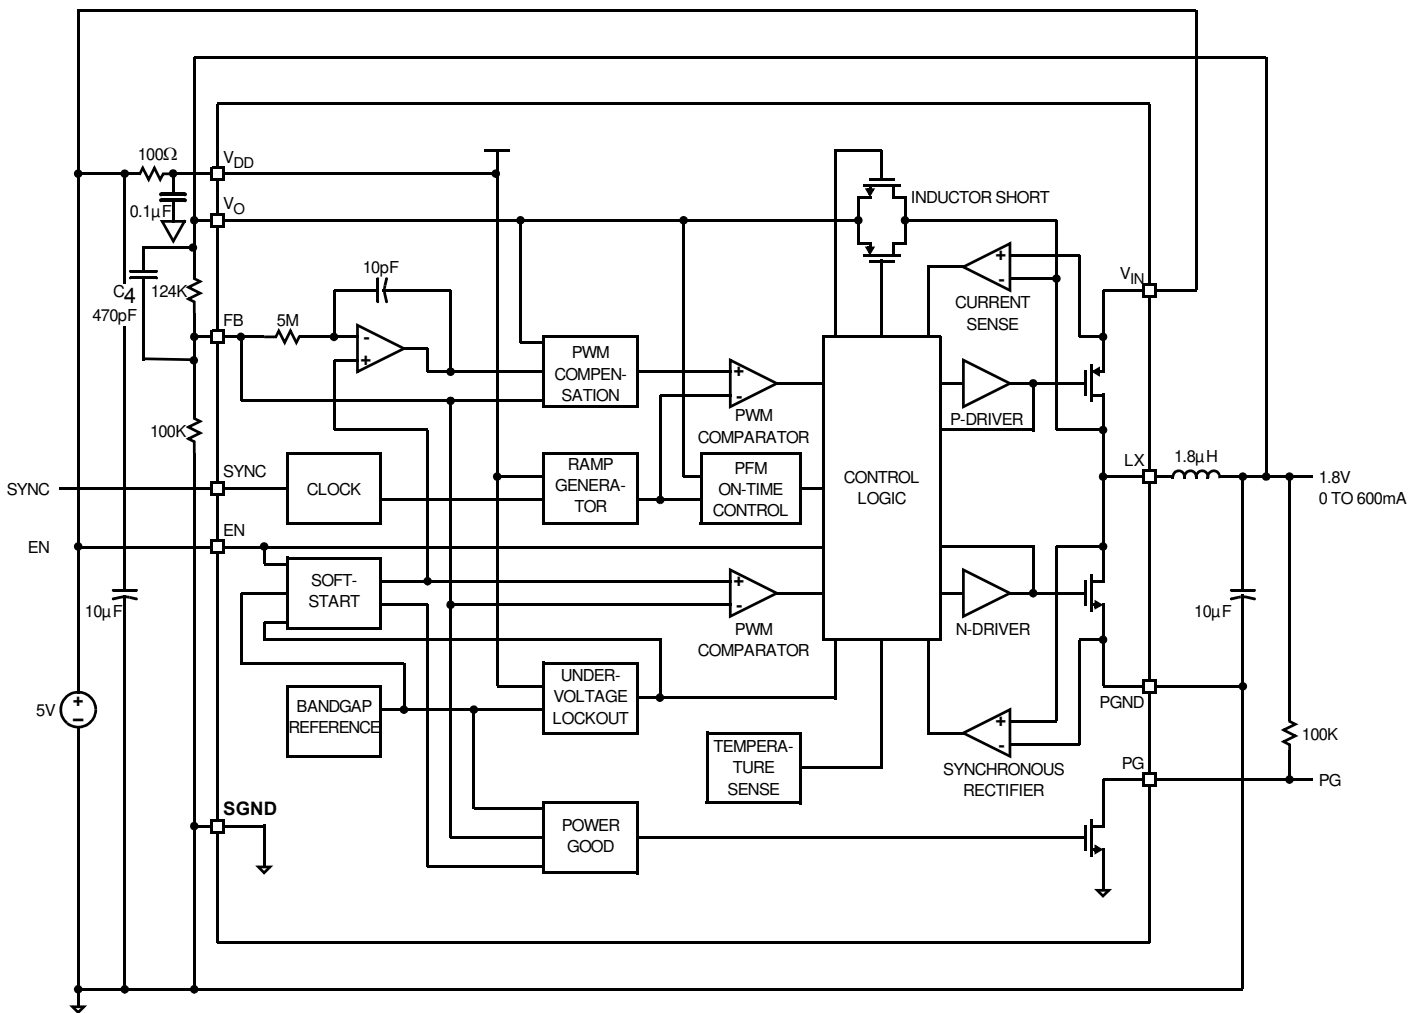 100Ω
VDD
0.1µF
VO
INDUCTOR SHORT
10pF
C4
470pF
124K
VIN
CURRENT
SENSE
+
-
FB
5M
-
+
PWM
COMPEN-
SATION
+
-
PWM
COMPARATOR
P-DRIVER
100K
SYNC
SYNC
CLOCK
RAMP
GENERA-
TOR
PFM
ON-TIME
CONTROL
CONTROL
LOGIC
LX
1.8µH
1.8V
0 TO 600mA
EN
EN
SOFT-
START
+
-
PWM
COMPARATOR
N-DRIVER
10µF
10µF
5V
+
-
BANDGAP
REFERENCE
UNDER-
VOLTAGE
LOCKOUT
TEMPERA-
TURE
SENSE
+
-
SYNCHRONOUS
RECTIFIER
PGND
100K
PG
PG
SGND
POWER
GOOD